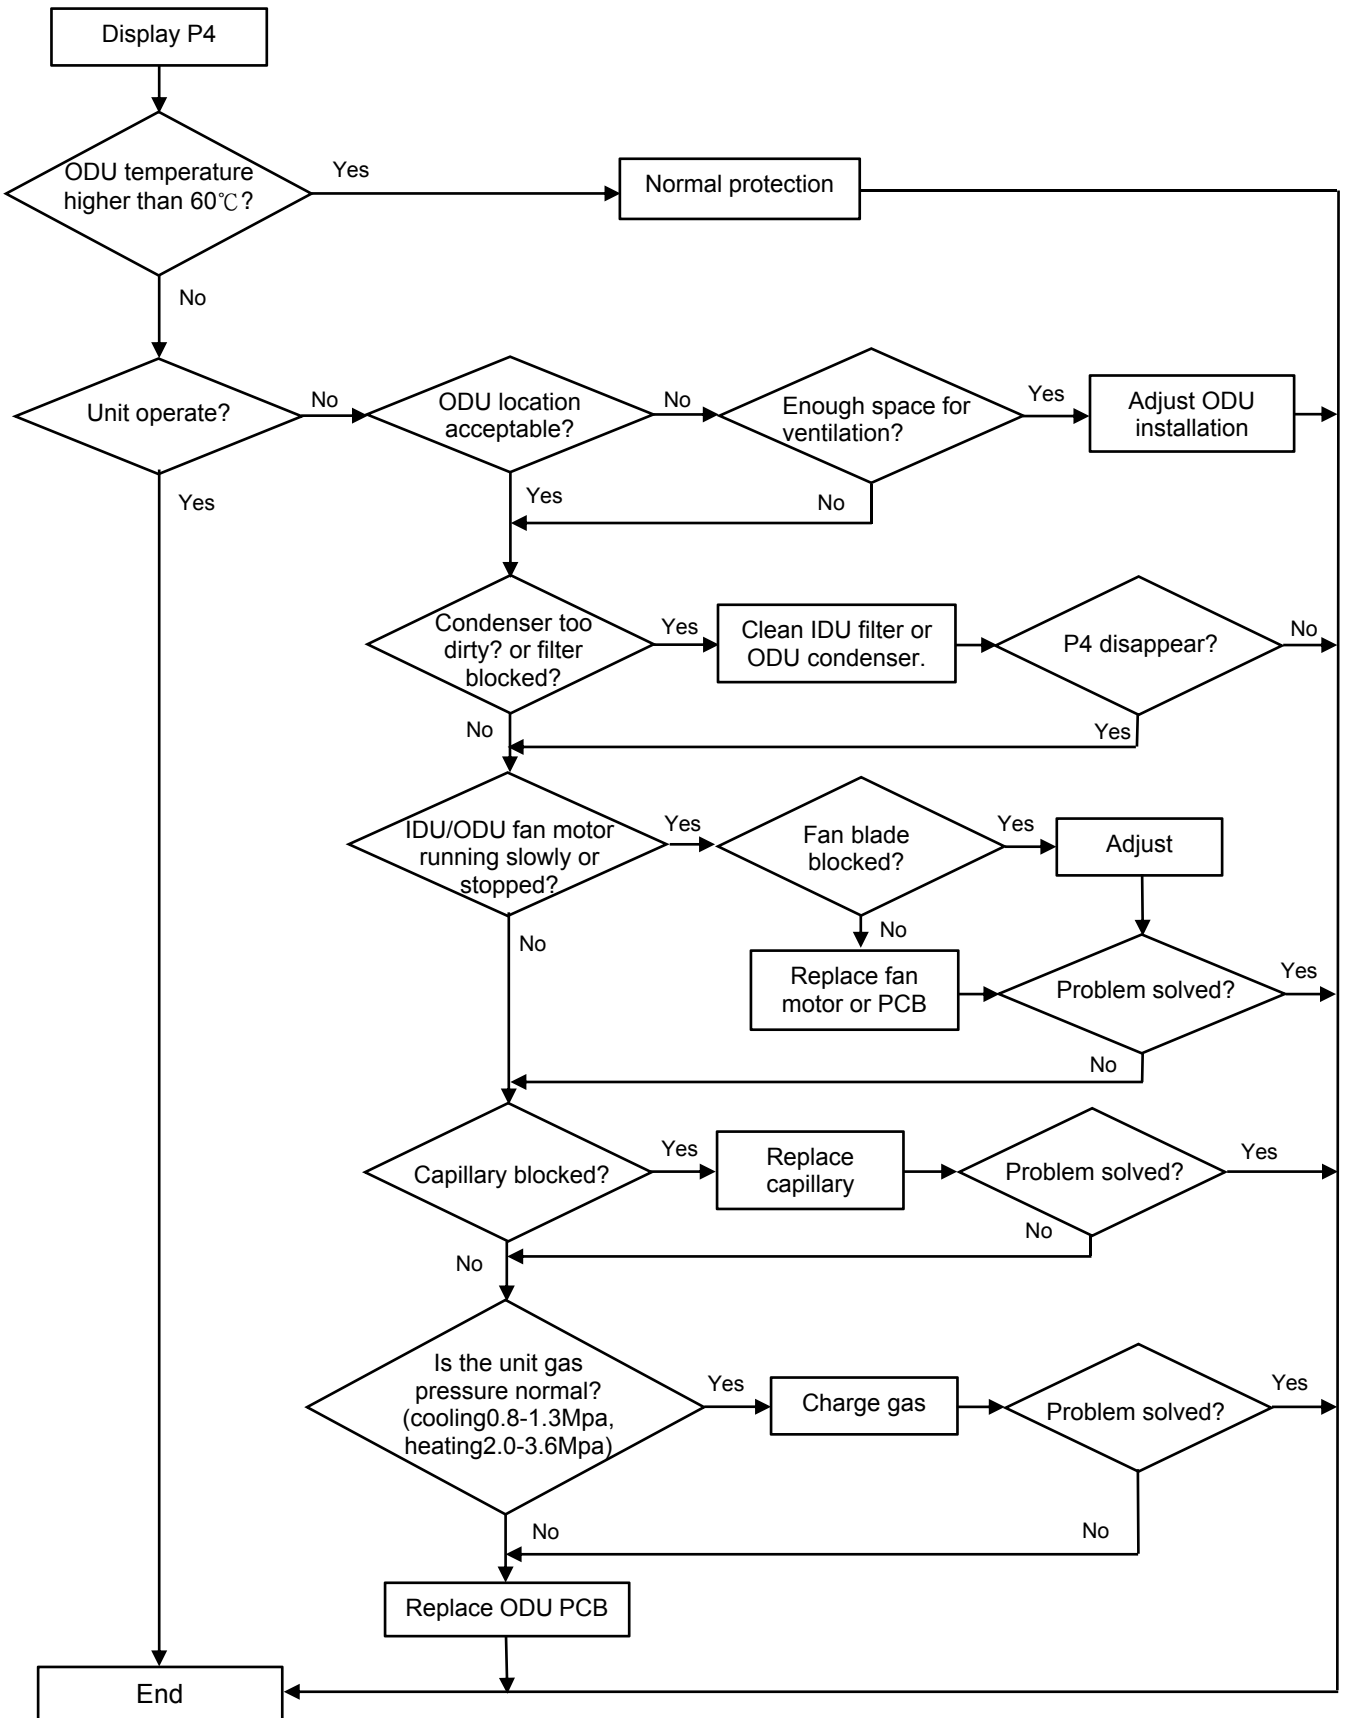 Display P4
ODU temperature
higher than 60℃?
Yes
Normal protection
No
Unit operate?
No
ODU location
acceptable?
No
Enough space for
ventilation?
Yes
Adjust ODU
installation
Yes
Yes
No
Condenser too
dirty? or filter
blocked?
Yes
Clean IDU filter or
ODU condenser.
P4 disappear?
No
No
Yes
IDU/ODU fan motor
running slowly or
stopped?
Yes
Fan blade
blocked?
Yes
Adjust
No
No
Replace fan
motor or PCB
Problem solved?
Yes
No
Capillary blocked?
Yes
Replace
capillary
Problem solved?
Yes
No
No
Is the unit gas
pressure normal?
(cooling0.8-1.3Mpa,
heating2.0-3.6Mpa)
Yes
Charge gas
Problem solved?
Yes
No
No
Replace ODU PCB
End